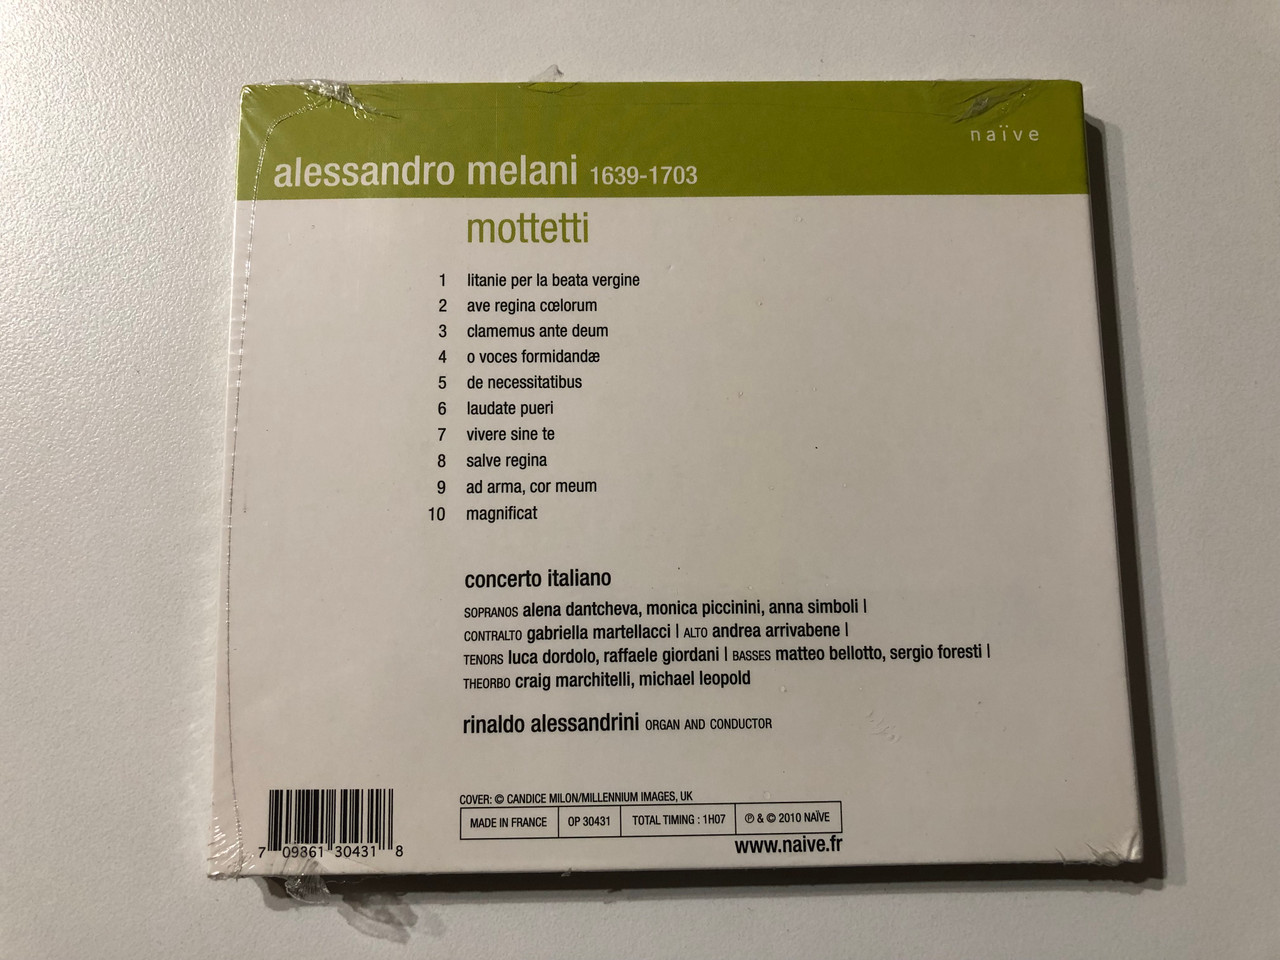 naïve
alessandro melani 1639-1703
mottetti
1 litanie per la beata vergine
2 ave regina cœlorum
3 clamemus ante deum
4 o voces formidandæ
5 de necessitatibus
6 laudate pueri
7 vivere sine te
8 salve regina
9 ad arma, cor meum
10 magnificat
concerto italiano
SOPRANOS alena dantcheva, monica piccinini, anna simboli |
CONTRALTO gabriella martellacci | ALTO andrea arrivabene |
TENORS luca dordolo, raffaele giordani | BASSES matteo bellotto, sergio foresti |
THEORBO craig marchitelli, michael leopold
rinaldo alessandrini ORGAN AND CONDUCTOR
COVER: © CANDICE MILON/MILLENNIUM IMAGES, UK
MADE IN FRANCE OP 30431 TOTAL TIMING : 1H07 ℗ & © 2010 NAÏVE
www.naive.fr
7 09861 30431 8